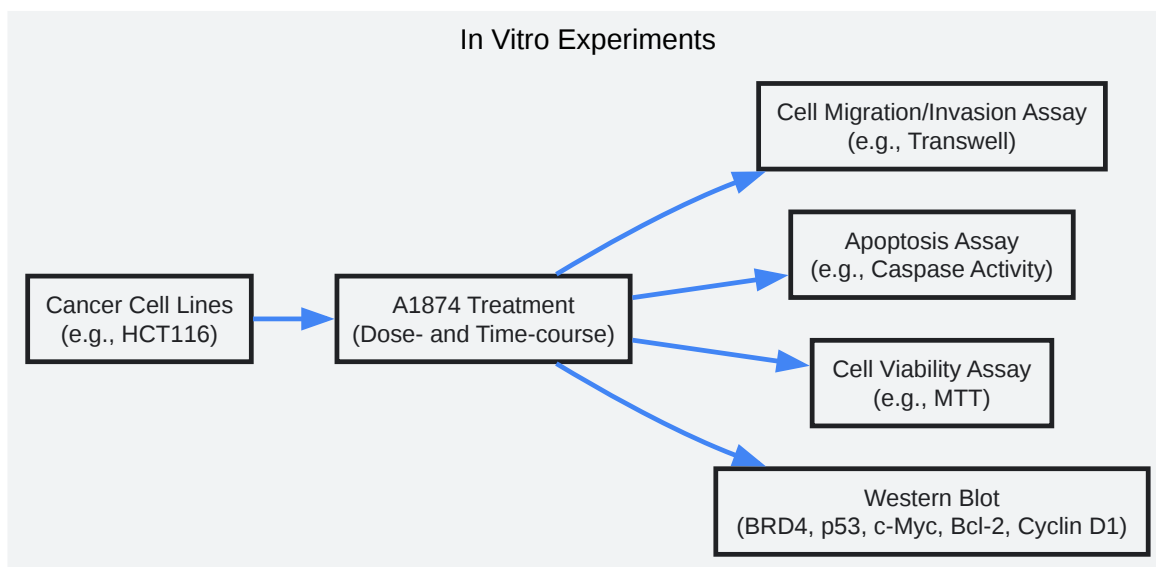 In Vitro Experiments
Cancer Cell Lines
(e.g., HCT116)
A1874 Treatment
(Dose- and Time-course)
Cell Migration/Invasion Assay
(e.g., Transwell)
Apoptosis Assay
(e.g., Caspase Activity)
Cell Viability Assay
(e.g., MTT)
Western Blot
(BRD4, p53, c-Myc, Bcl-2, Cyclin D1)